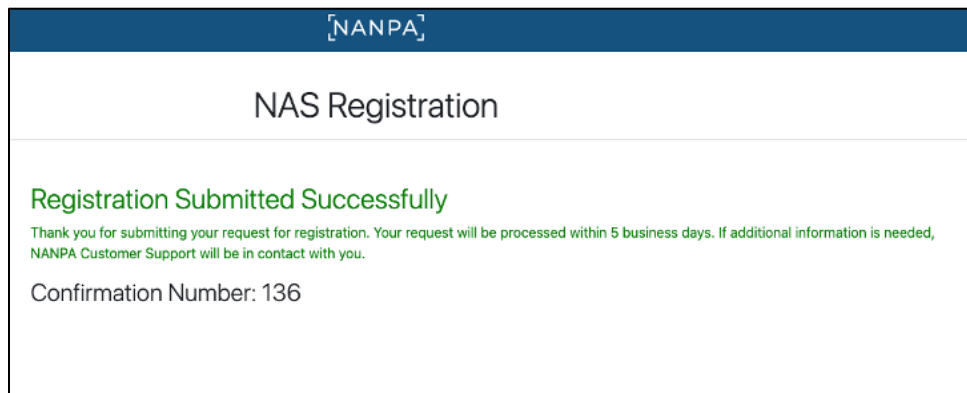 [NANPA]
NAS Registration
Registration Submitted Successfully
Thank you for submitting your request for registration. Your request will be processed within 5 business days. If additional information is needed,
NANPA Customer Support will be in contact with you.
Confirmation Number: 136